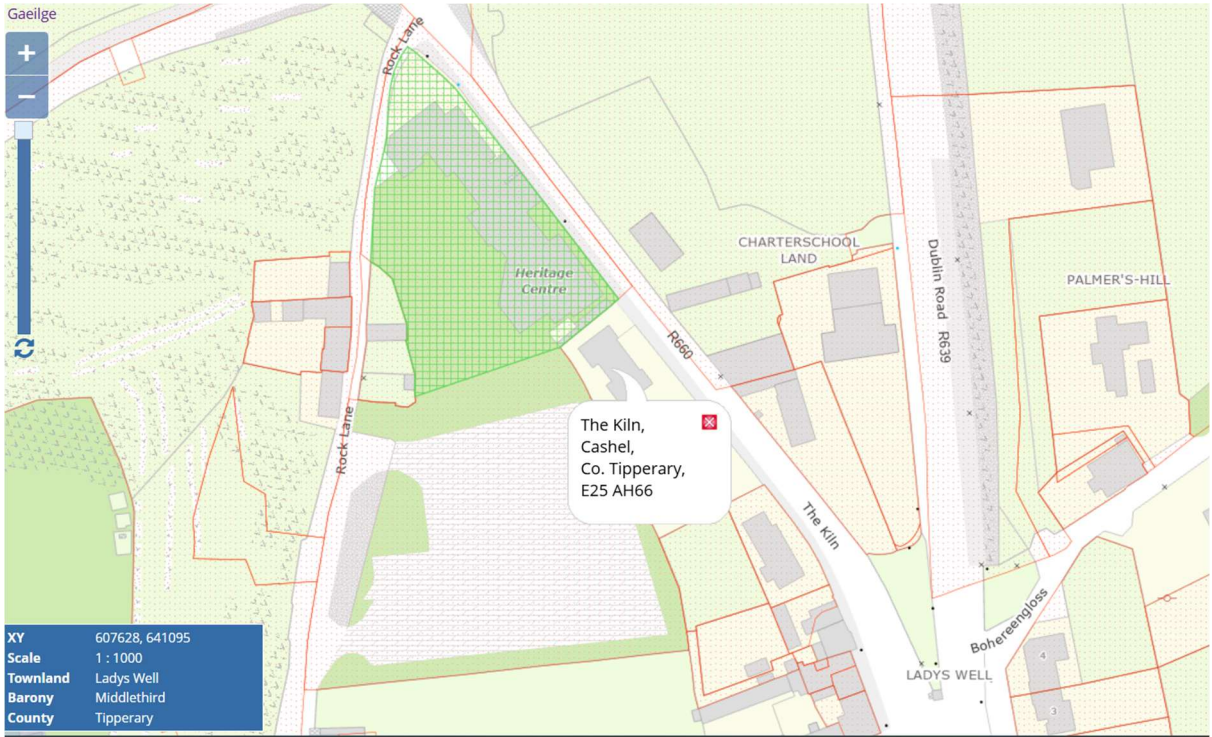 Gaeilge
+
−
Rock Lane
Heritage
Centre
CHARTERSCHOOL
LAND
Dublin Road R639
PALMER'S-HILL
R660
The Kiln,
Cashel,
Co. Tipperary,
E25 AH66
Rock Lane
The Kiln
Bohereengloss
LADYS WELL
4
3
XY 607628, 641095
Scale 1 : 1000
Townland Ladys Well
Barony Middlethird
County Tipperary